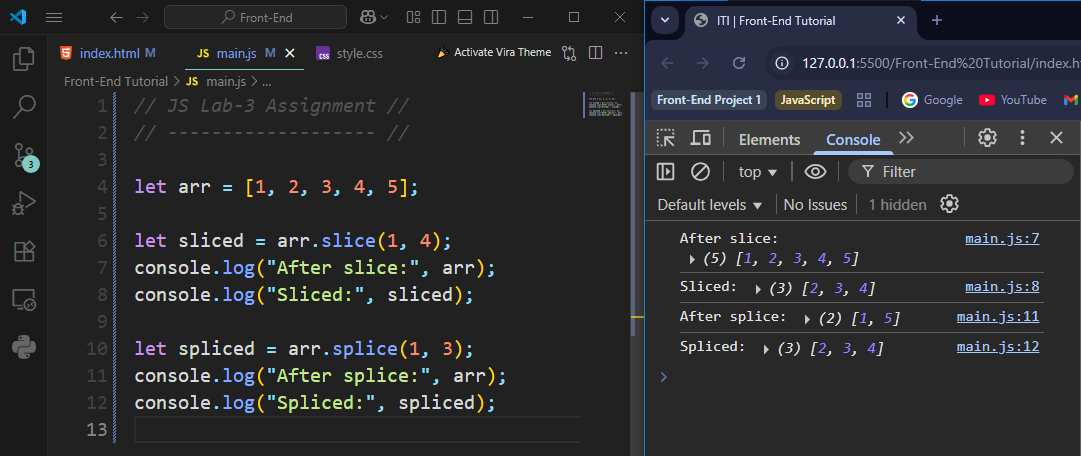 Front-End
index.html M
JS main.js M
style.css
Activate Vira Theme
Front-End Tutorial > JS main.js > ...
1 // JS Lab-3 Assignment //
2 // ------------------- //
3
4 let arr = [1, 2, 3, 4, 5];
5
6 let sliced = arr.slice(1, 4);
7 console.log("After slice:", arr);
8 console.log("Sliced:", sliced);
9
10 let spliced = arr.splice(1, 3);
11 console.log("After splice:", arr);
12 console.log("Spliced:", spliced);
13
3
ITI | Front-End Tutorial
127.0.0.1:5500/Front-End%20Tutorial/index.h
Front-End Project 1 JavaScript Google YouTube
Elements Console
top Filter
Default levels No Issues 1 hidden
After slice: main.js:7
(5) [1, 2, 3, 4, 5]
Sliced: (3) [2, 3, 4] main.js:8
After splice: (2) [1, 5] main.js:11
Spliced: (3) [2, 3, 4] main.js:12